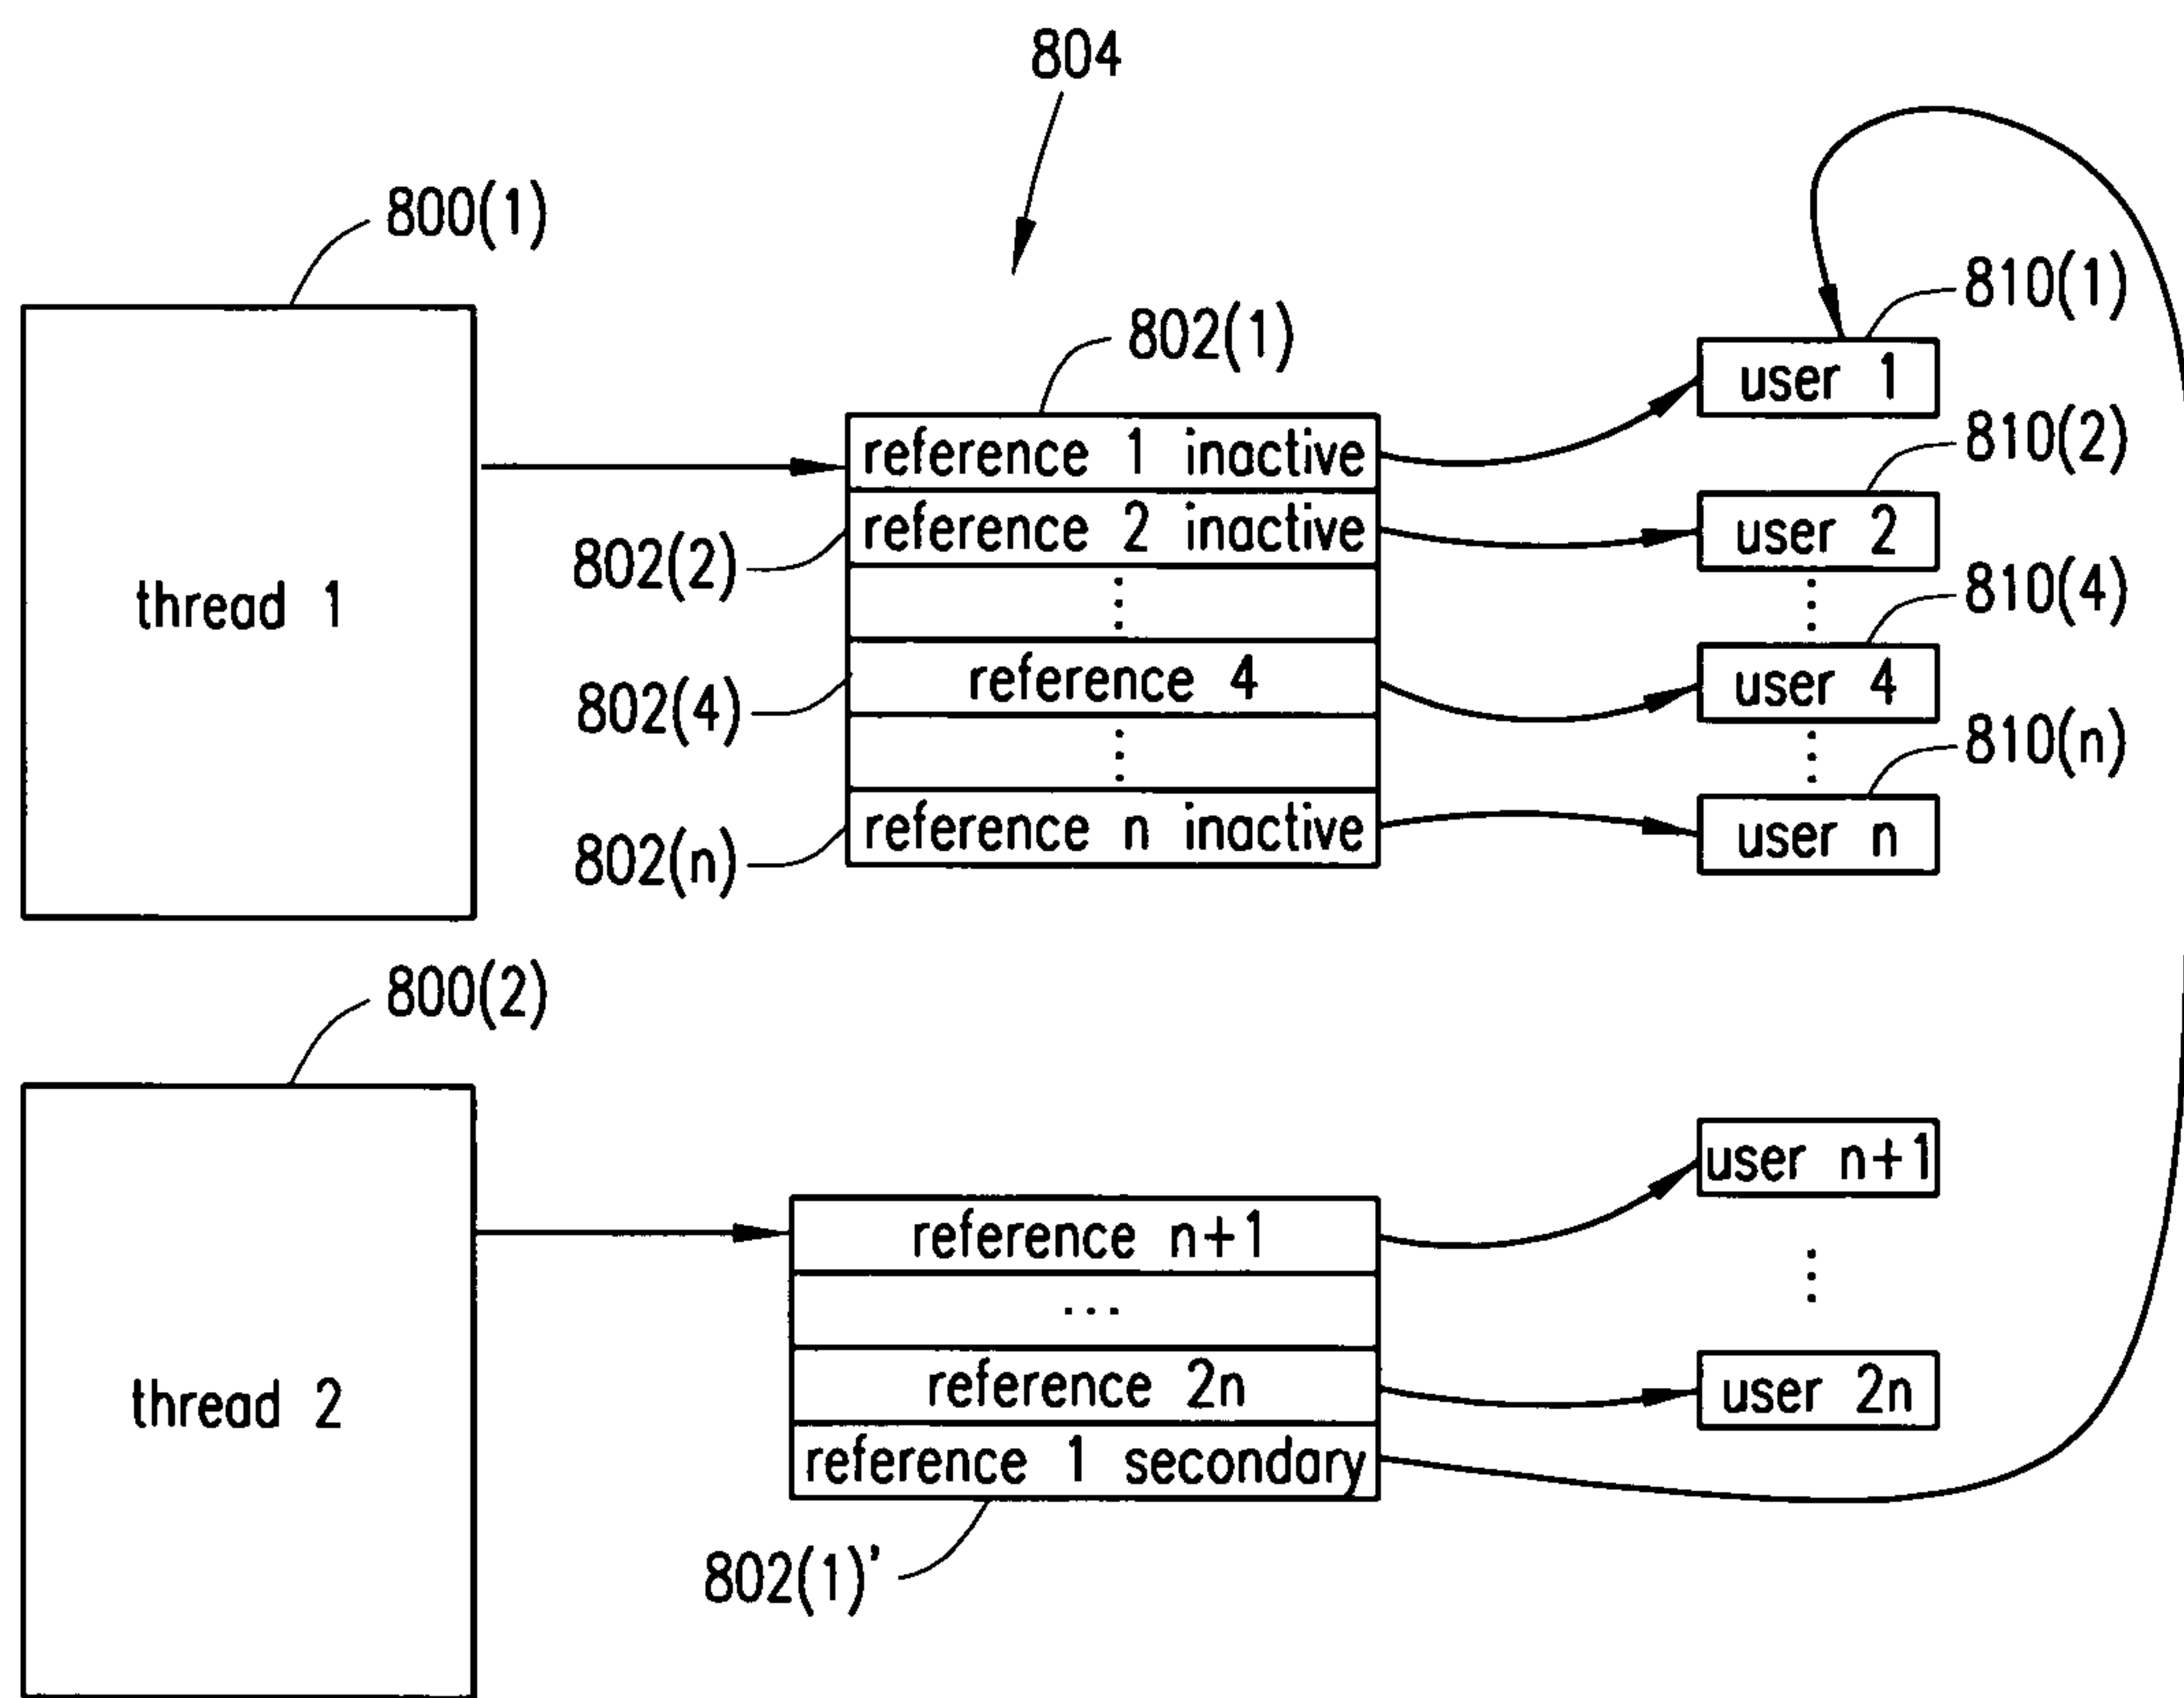 804
800(1)
810(1)
802(1)
user 1
810(2)
reference 1 inactive
reference 2 inactive
user 2
802(2)
810(4)
thread 1
⋮
⋮
reference 4
user 4
802(4)
810(n)
⋮
⋮
reference n inactive
user n
802(n)
800(2)
user n+1
reference n+1
⋮
...
reference 2n
user 2n
thread 2
reference 1 secondary
802(1)'